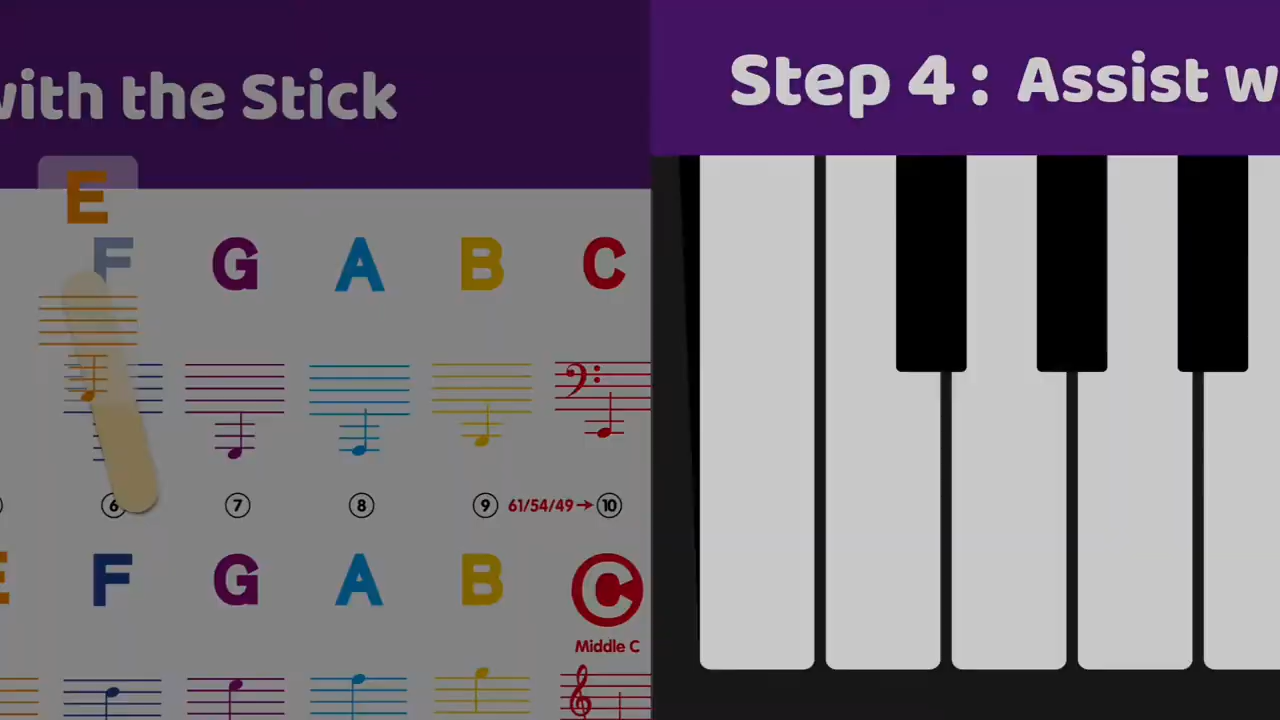 with the Stick
E
F G A B C
6 7 8 9 61/54/49→10
E F G A B C
Middle C
Step 4 : Assist w